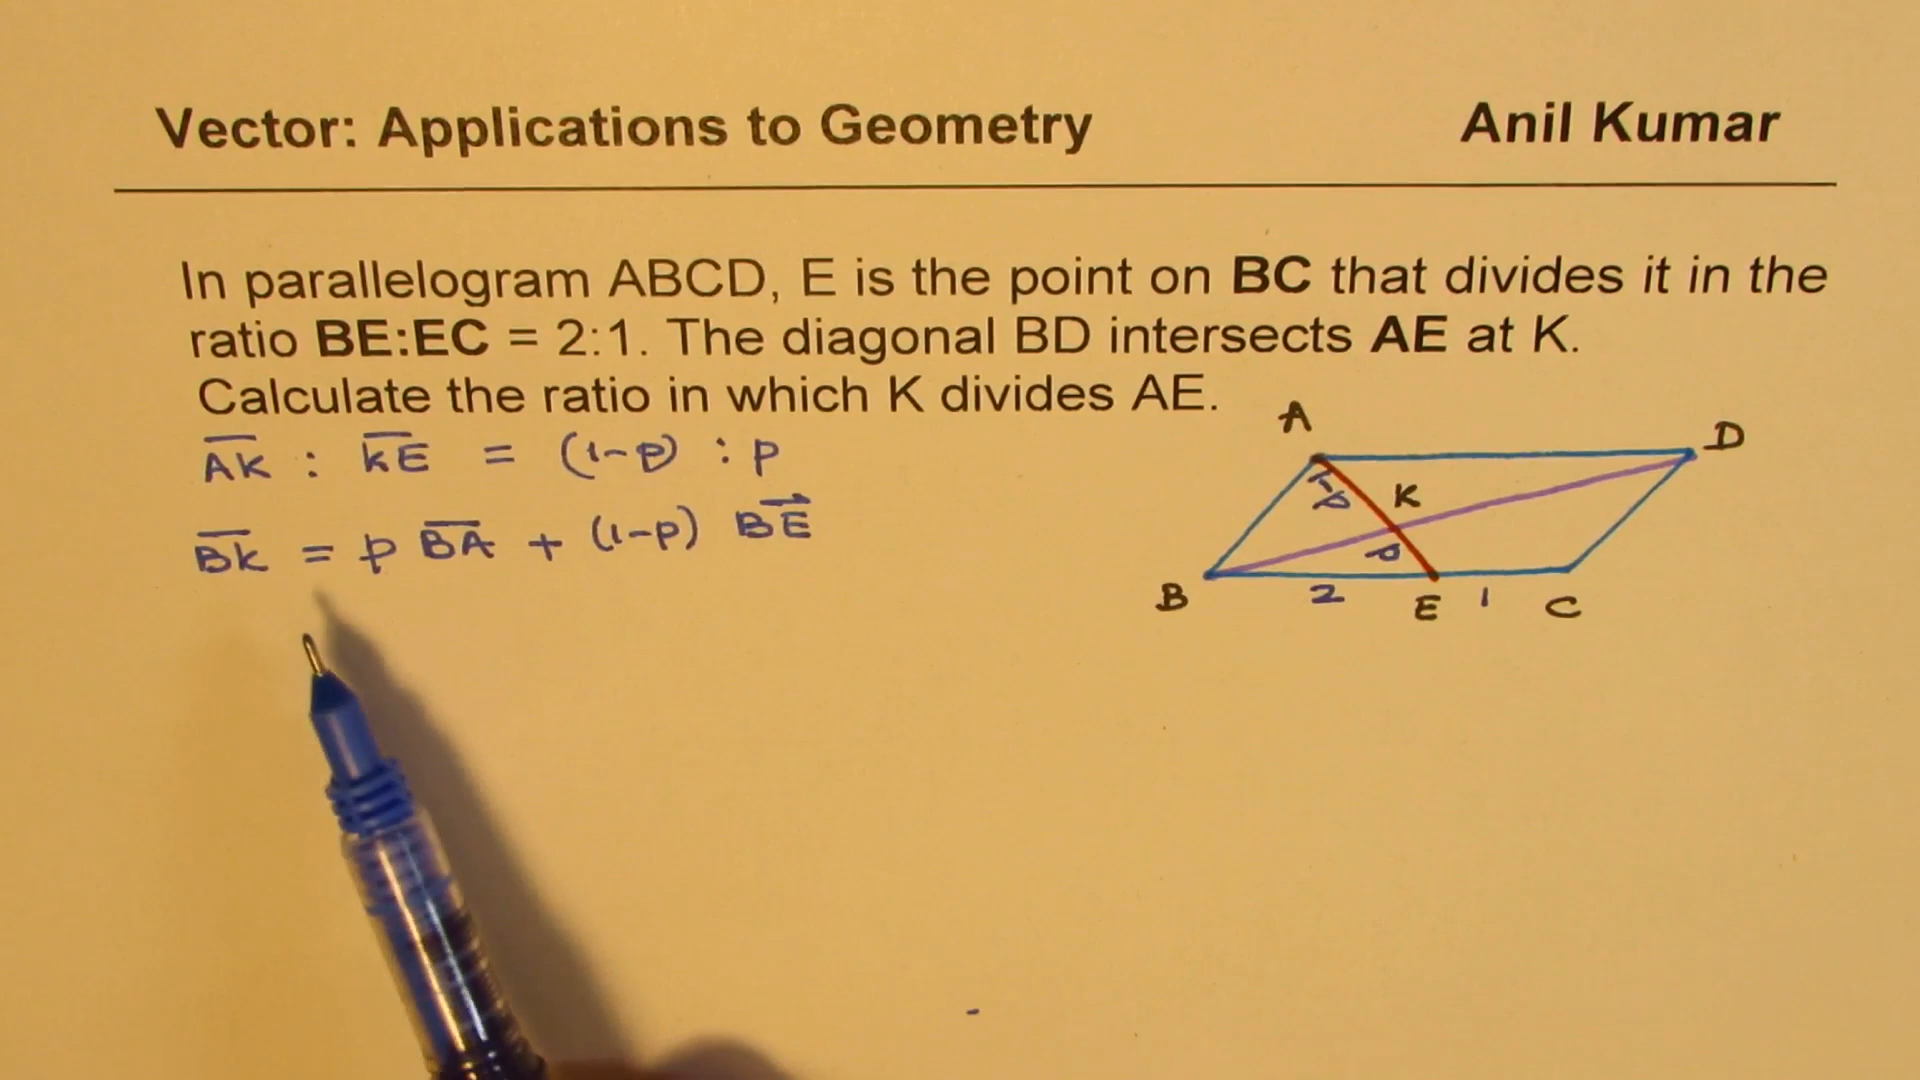 Vector: Applications to Geometry Anil Kumar
In parallelogram ABCD, E is the point on BC that divides it in the
ratio BE:EC = 2:1. The diagonal BD intersects AE at K.
Calculate the ratio in which K divides AE.
AK : KE = (1-p) : p
BK = p BA + (1-p) BE
A
D
1-p
K
p
B
2
E
1
C